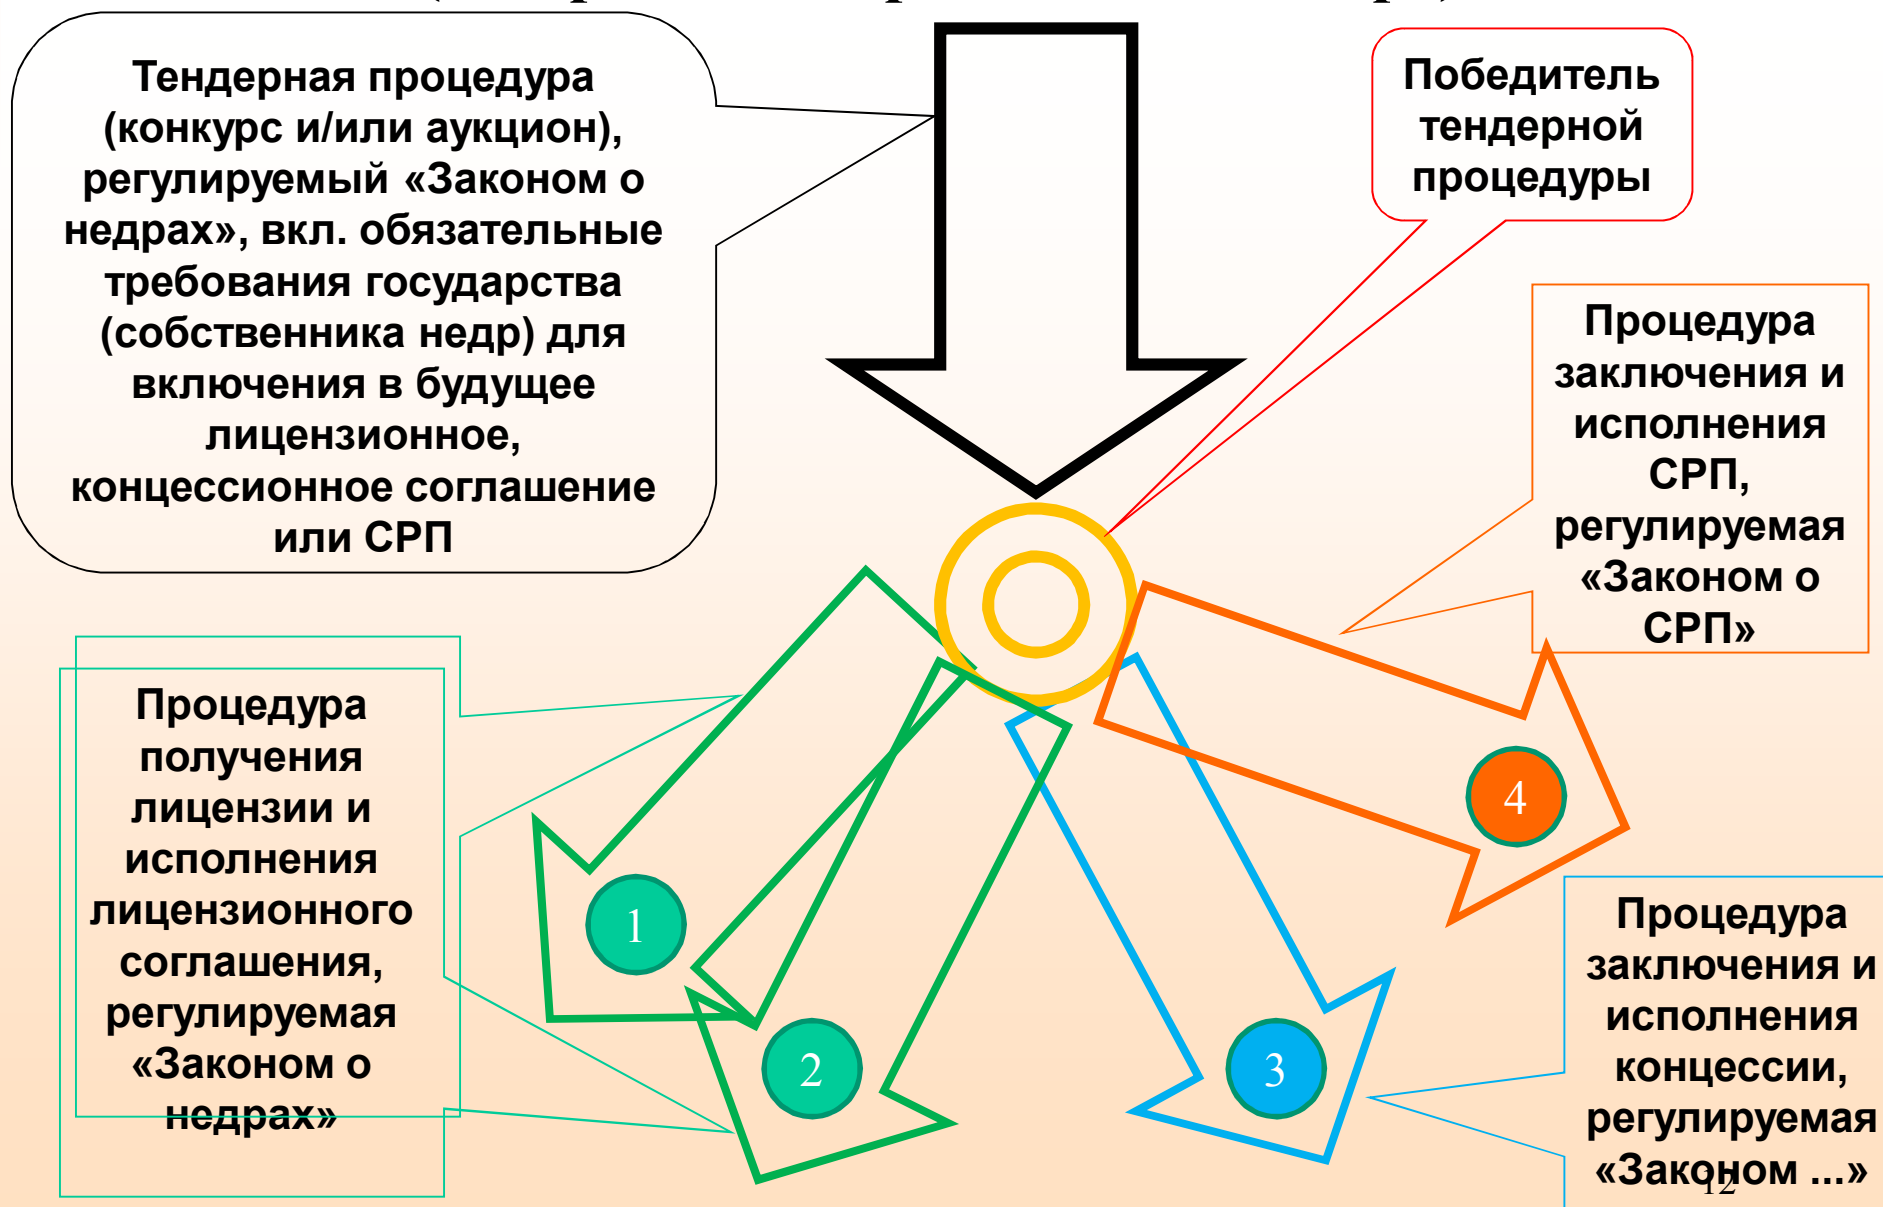 Тендерная процедура
(конкурс и/или аукцион),
регулируемый «Законом о
недрах», вкл. обязательные
требования государства
(собственника недр) для
включения в будущее
лицензионное,
концессионное соглашение
или СРП
Победитель
тендерной
процедуры
Процедура
заключения и
исполнения
СРП,
регулируемая
«Законом о
СРП»
Процедура
получения
лицензии и
исполнения
лицензионного
соглашения,
регулируемая
«Законом о
недрах»
1
2
3
4
Процедура
заключения и
исполнения
концессии,
регулируемая
«Законом ...»
12